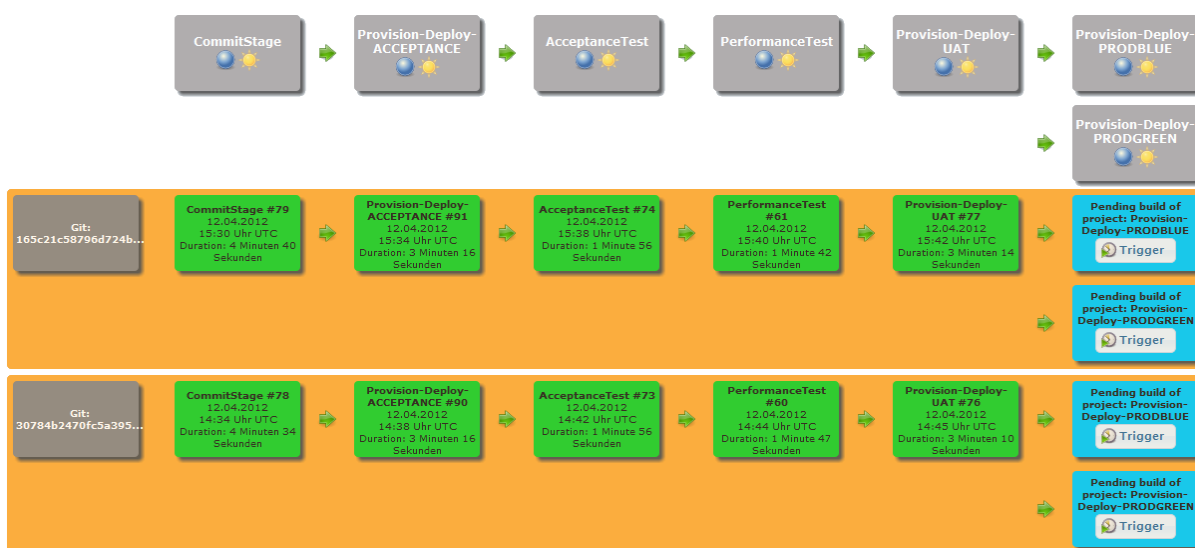 CommitStage
Provision-Deploy-
ACCEPTANCE
AcceptanceTest
PerformanceTest
Provision-Deploy-
UAT
Provision-Deploy-
PRODBLUE
Provision-Deploy-
PRODGREEN
Git:
165c21c58796d724b...
CommitStage #79
12.04.2012
15:30 Uhr UTC
Duration: 4 Minuten 40
Sekunden
Provision-Deploy-
ACCEPTANCE #91
12.04.2012
15:34 Uhr UTC
Duration: 3 Minuten 16
Sekunden
AcceptanceTest #74
12.04.2012
15:38 Uhr UTC
Duration: 1 Minute 56
Sekunden
PerformanceTest
#61
12.04.2012
15:40 Uhr UTC
Duration: 1 Minute 42
Sekunden
Provision-Deploy-
UAT #77
12.04.2012
15:42 Uhr UTC
Duration: 3 Minuten 14
Sekunden
Pending build of
project: Provision-
Deploy-PRODBLUE
Trigger
Pending build of
project: Provision-
Deploy-PRODGREEN
Trigger
Git:
30784b2470fc5a395...
CommitStage #78
12.04.2012
14:34 Uhr UTC
Duration: 4 Minuten 34
Sekunden
Provision-Deploy-
ACCEPTANCE #90
12.04.2012
14:38 Uhr UTC
Duration: 3 Minuten 16
Sekunden
AcceptanceTest #73
12.04.2012
14:42 Uhr UTC
Duration: 1 Minute 56
Sekunden
PerformanceTest
#60
12.04.2012
14:44 Uhr UTC
Duration: 1 Minute 47
Sekunden
Provision-Deploy-
UAT #76
12.04.2012
14:45 Uhr UTC
Duration: 3 Minuten 10
Sekunden
Pending build of
project: Provision-
Deploy-PRODBLUE
Trigger
Pending build of
project: Provision-
Deploy-PRODGREEN
Trigger